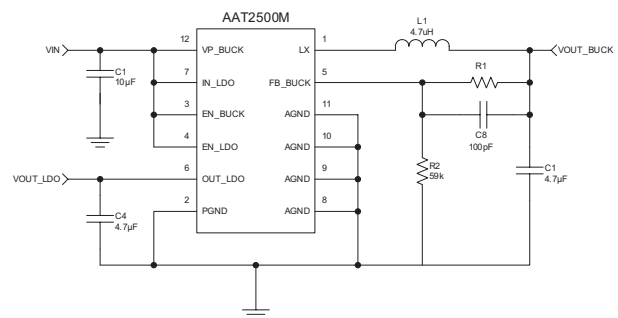 AAT2500M
L1
4.7uH
VIN
12
VP_BUCK
LX
1
VOUT_BUCK
C1
10µF
7
IN_LDO
FB_BUCK
5
R1
3
EN_BUCK
AGND
11
C8
100pF
4
EN_LDO
AGND
10
R2
59k
C1
4.7µF
VOUT_LDO
6
OUT_LDO
AGND
9
2
PGND
AGND
8
C4
4.7µF